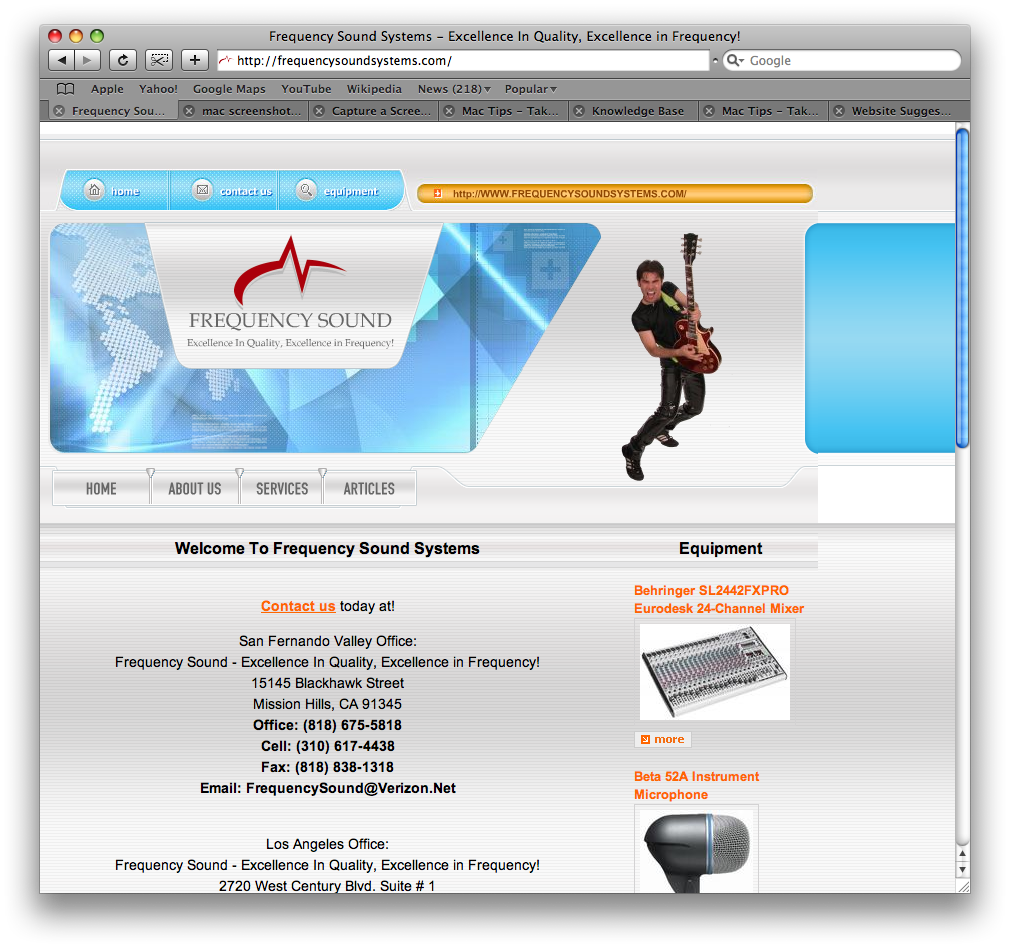 Frequency Sound Systems – Excellence In Quality, Excellence in Frequency!
http://frequencysoundsystems.com/
Google
Apple Yahoo! Google Maps YouTube Wikipedia News (218) Popular
Frequency Sou... mac screenshot... Capture a Scree... Mac Tips – Tak... Knowledge Base Mac Tips – Tak... Website Sugges...
home contact us equipment
http://WWW.FREQUENCYSOUNDSYSTEMS.COM/
FREQUENCY SOUND
Excellence In Quality, Excellence in Frequency!
HOME ABOUT US SERVICES ARTICLES
Welcome To Frequency Sound Systems
Contact us today at!
San Fernando Valley Office:
Frequency Sound - Excellence In Quality, Excellence in Frequency!
15145 Blackhawk Street
Mission Hills, CA 91345
Office: (818) 675-5818
Cell: (310) 617-4438
Fax: (818) 838-1318
Email: FrequencySound@Verizon.Net
Los Angeles Office:
Frequency Sound - Excellence In Quality, Excellence in Frequency!
2720 West Century Blvd. Suite # 1
Equipment
Behringer SL2442FXPRO
Eurodesk 24-Channel Mixer
more
Beta 52A Instrument
Microphone